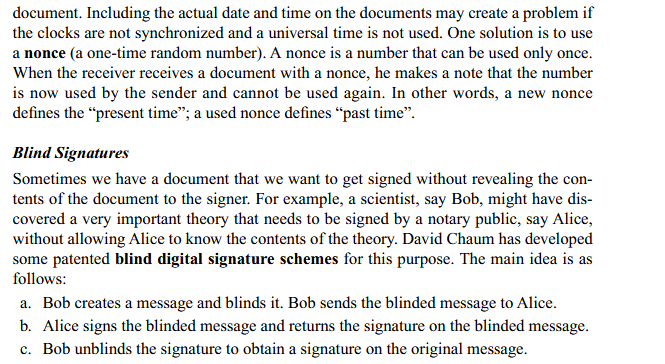 document. Including the actual date and time on the documents may create a problem if
the clocks are not synchronized and a universal time is not used. One solution is to use
a nonce (a one-time random number). A nonce is a number that can be used only once.
When the receiver receives a document with a nonce, he makes a note that the number
is now used by the sender and cannot be used again. In other words, a new nonce
defines the “present time”; a used nonce defines “past time”.
Blind Signatures
Sometimes we have a document that we want to get signed without revealing the con-
tents of the document to the signer. For example, a scientist, say Bob, might have dis-
covered a very important theory that needs to be signed by a notary public, say Alice,
without allowing Alice to know the contents of the theory. David Chaum has developed
some patented blind digital signature schemes for this purpose. The main idea is as
follows:
a. Bob creates a message and blinds it. Bob sends the blinded message to Alice.
b. Alice signs the blinded message and returns the signature on the blinded message.
c. Bob unblinds the signature to obtain a signature on the original message.